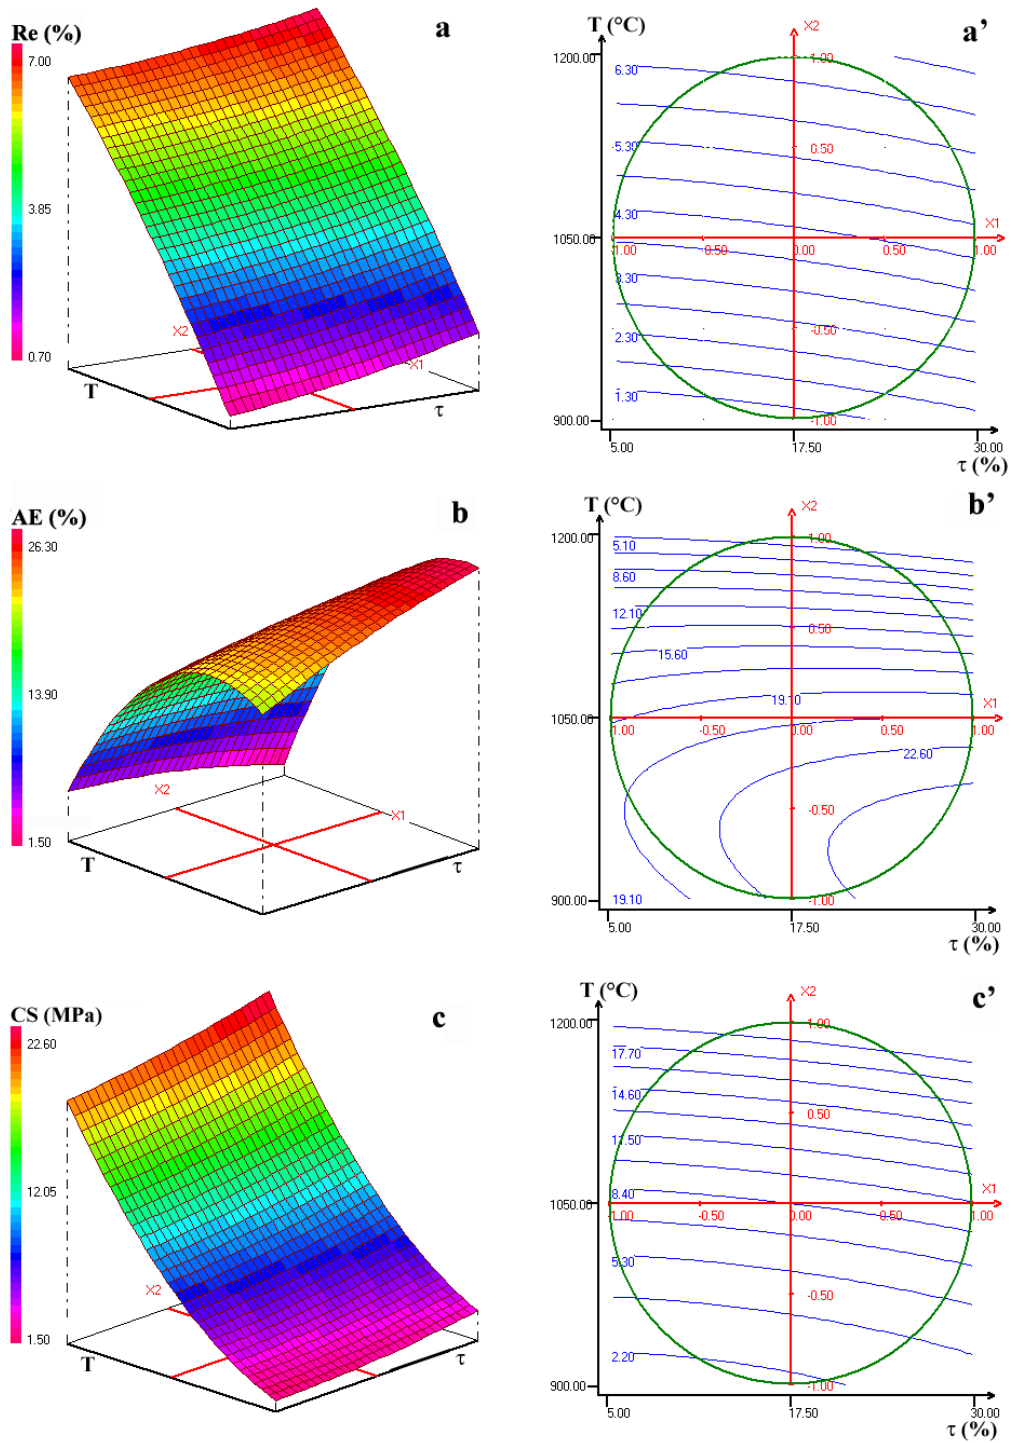 Re (%)
a
7.00
3.85
0.70
X2
X1
T
τ
T (°C)
a’
X2
1200.00
1.00
6.30
5.30
0.50
4.30
X1
1050.00
1.00
-0.50
0.00
0.50
1.00
3.30
2.30
-0.50
1.30
900.00
-1.00
5.00
17.50
30.00
τ (%)
AE (%)
b
26.30
13.90
1.50
X2
X1
T
τ
T (°C)
b’
X2
1200.00
1.00
5.10
8.60
12.10
0.50
15.60
19.10
X1
1050.00
1.00
-0.50
0.00
0.50
1.00
22.60
-0.50
900.00
19.10
-1.00
5.00
17.50
30.00
τ (%)
CS (MPa)
c
22.60
12.05
1.50
X2
T
τ
T (°C)
c’
X2
1200.00
1.00
17.70
14.60
0.50
11.50
8.40
X1
1050.00
-1.00
-0.50
0.00
0.50
1.00
5.30
-0.50
2.20
900.00
-1.00
5.00
17.50
30.00
τ (%)